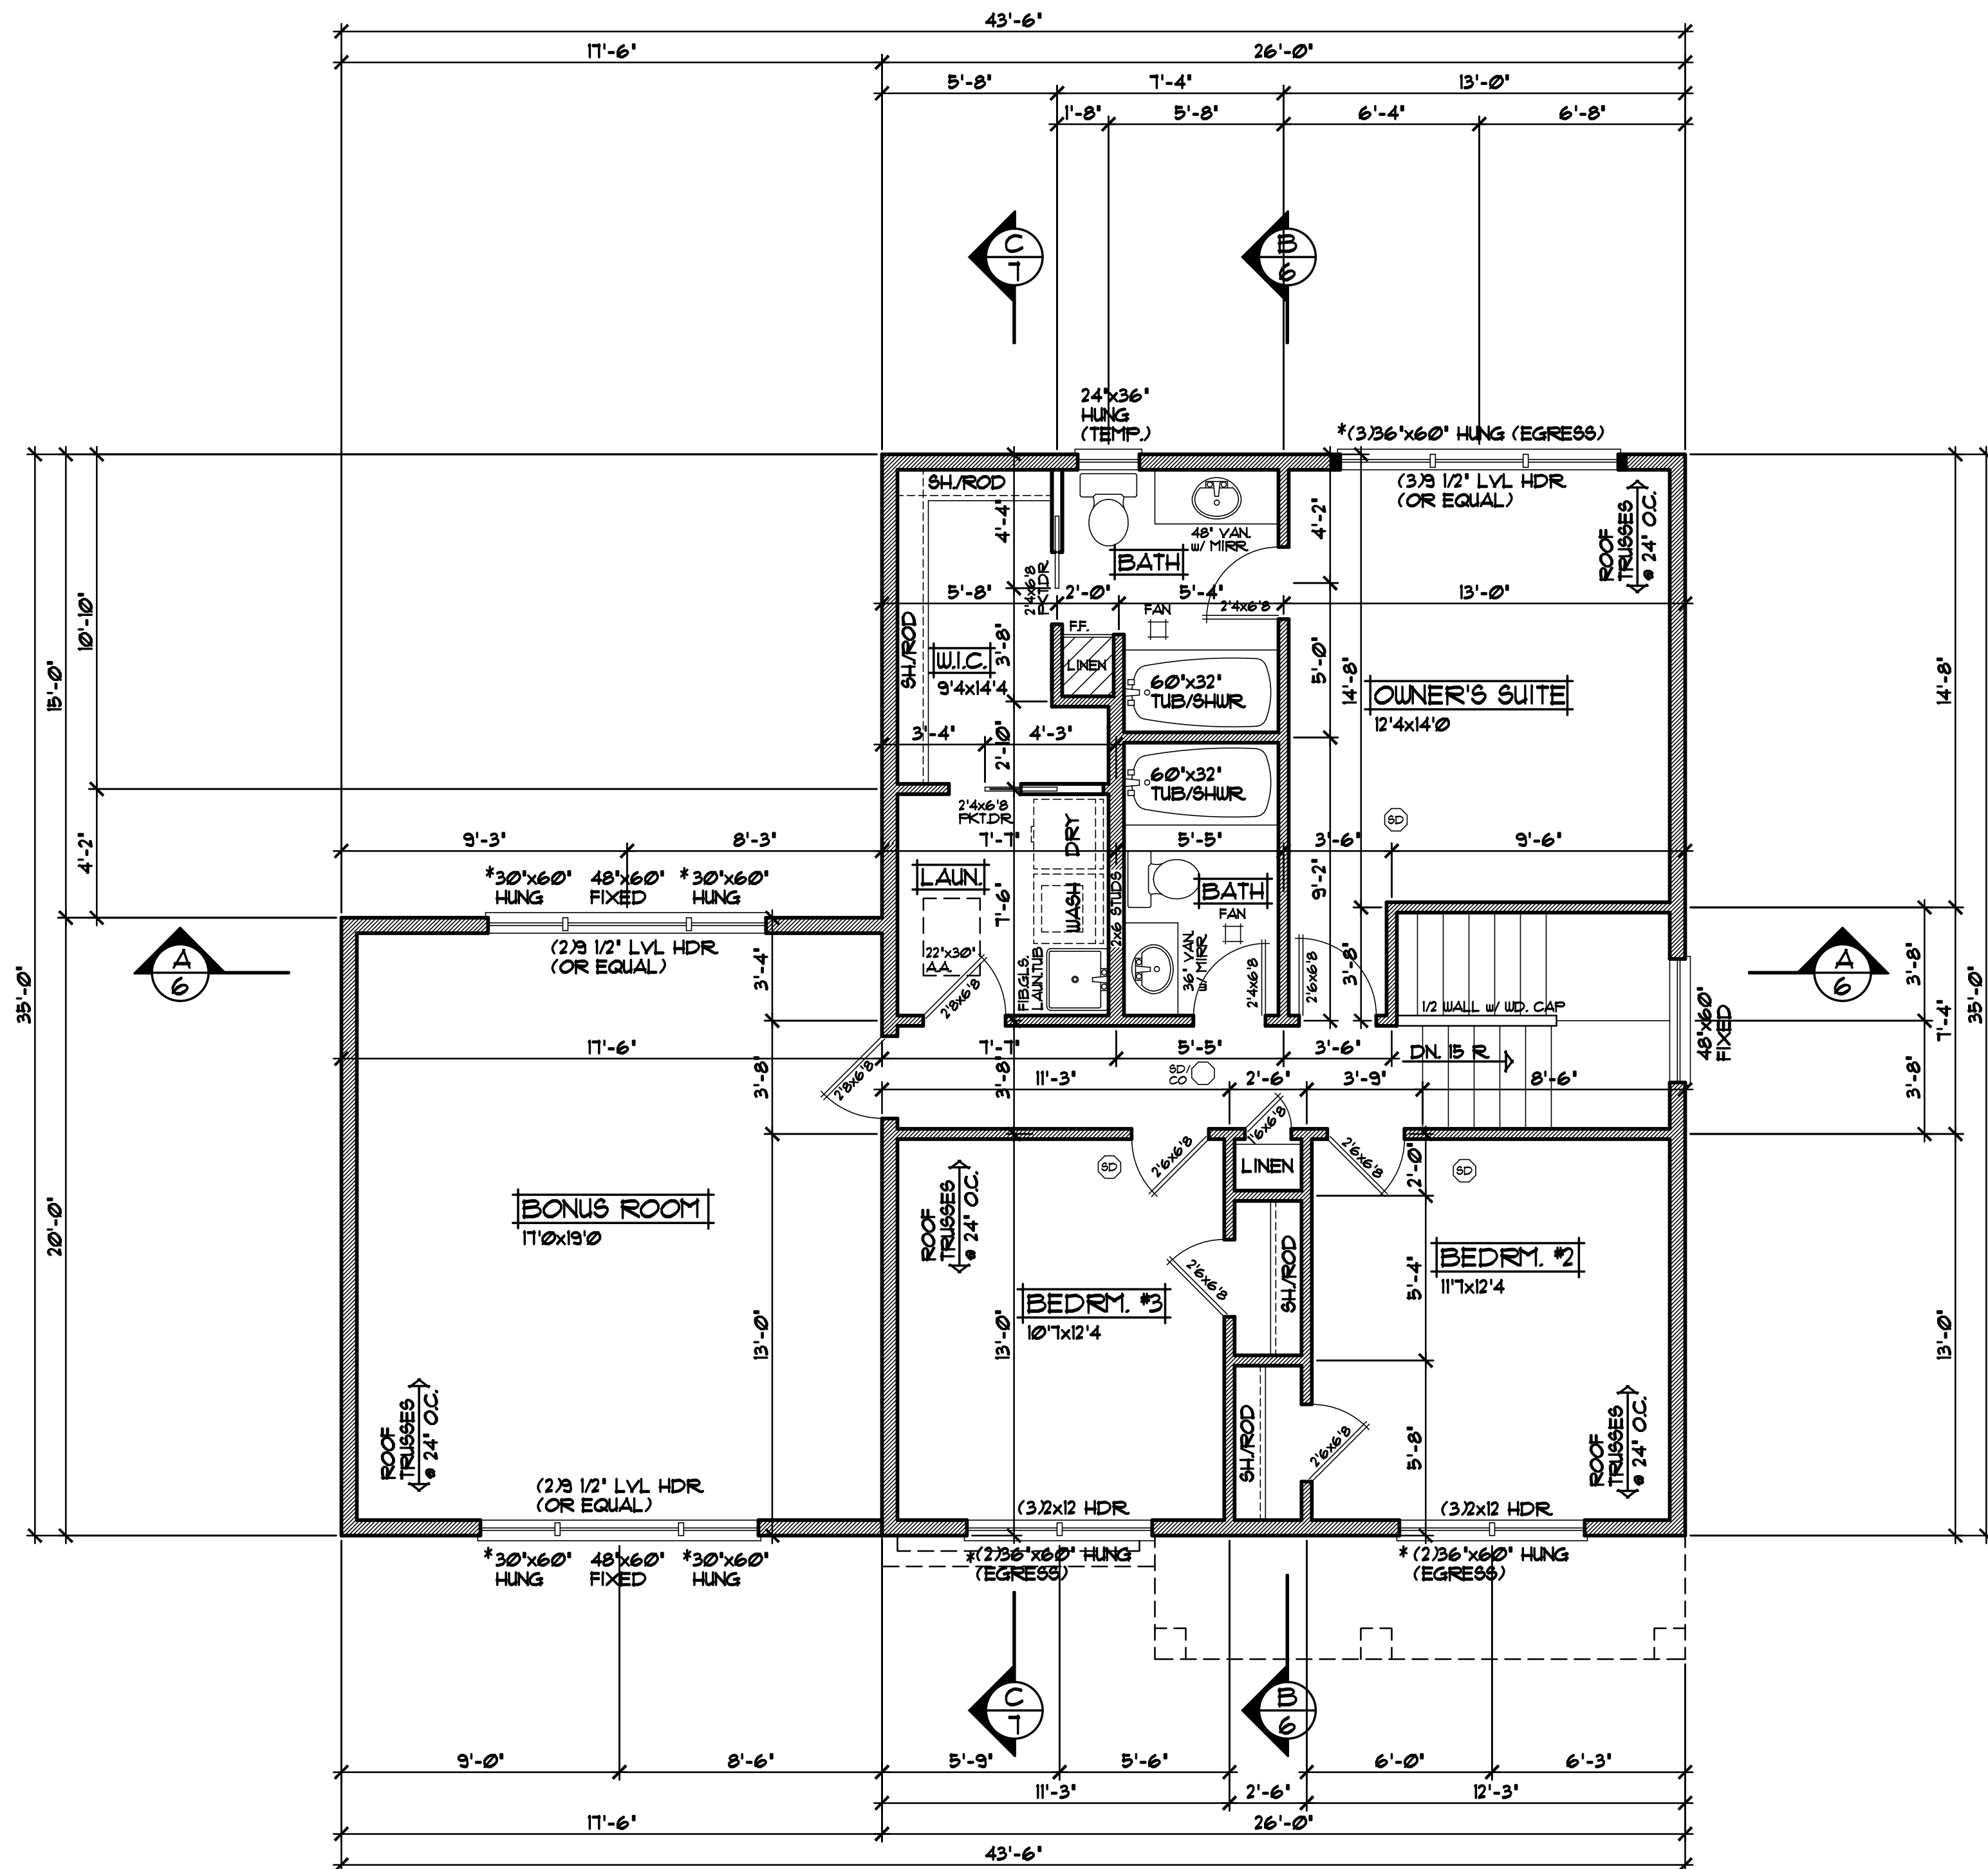 43'-6"
17'-6" 26'-0"
5'-8" 7'-4" 13'-0"
1'-8" 5'-8" 6'-4" 6'-8"
C
7
B
6
24"x36"
HUNG
(TEMP.)
*(3)36"x60" HUNG (EGRESS)
(3)9 1/2" LVL HDR.
(OR EQUAL)
ROOF
TRUSSES
@ 24" O.C.
SH./ROD
SH./ROD
4'-4"
48" VAN.
w/ MIRR.
BATH
4'-2"
5'-8" 2'-0" 5'-4" 13'-0"
2'4x6'8
PKT.DR.
FAN
2'4x6'8
F.F.
LINEN
W.I.C.
9'4x14'4
3'-8"
60"x32"
TUB/SHWR.
5'-0"
14'-8"
OWNER'S SUITE
12'4x14'0
3'-4" 4'-3"
2'-10"
60"x32"
TUB/SHWR.
2'4x6'8
PKT.DR.
SD
10'-10"
15'-0"
4'-2"
35'-0"
20'-0"
14'-8"
3'-8"
7'-4"
3'-8"
35'-0"
13'-0"
9'-3" 8'-3" 7'-7" 5'-5" 3'-6" 9'-6"
*30"x60"
HUNG
48"x60"
FIXED
*30"x60"
HUNG
(2)9 1/2" LVL HDR.
(OR EQUAL)
LAUN.
DRY
WASH
7'-6"
22"x30"
A.A.
2'8x6'8
FIBGLS.
LAUN.TUB
2x6 STUDS
BATH
FAN
36" VAN.
w/ MIRR.
2'4x6'8
2'6x6'8
9'-2"
3'-8"
1/2 WALL w/ WD. CAP
DN. 15 R.
48"x60"
FIXED
A
6
A
6
3'-4"
17'-6" 7'-7" 5'-5" 3'-6"
2'8x6'8
3'-8"
3'-8"
SD/
CO
11'-3" 2'-6" 3'-9" 8'-6"
SD
2'6x6'8
1'6x6'8
2'6x6'8
SD
LINEN
2'-0"
BONUS ROOM
17'0x19'0
ROOF
TRUSSES
@ 24" O.C.
13'-0"
2'6x6'8
SH./ROD
BEDRM. #3
10'7x12'4
13'-0"
BEDRM. #2
11'7x12'4
5'-4"
ROOF
TRUSSES
@ 24" O.C.
SH./ROD
2'6x6'8
5'-8"
ROOF
TRUSSES
@ 24" O.C.
(2)9 1/2" LVL HDR.
(OR EQUAL)
(3)2x12 HDR.
(3)2x12 HDR.
*30"x60"
HUNG
48"x60"
FIXED
*30"x60"
HUNG
*(2)36"x60" HUNG
(EGRESS)
*(2)36"x60" HUNG
(EGRESS)
C
7
B
6
9'-0" 8'-6" 5'-9" 5'-6" 6'-0" 6'-3"
11'-3" 2'-6" 12'-3"
17'-6" 26'-0"
43'-6"